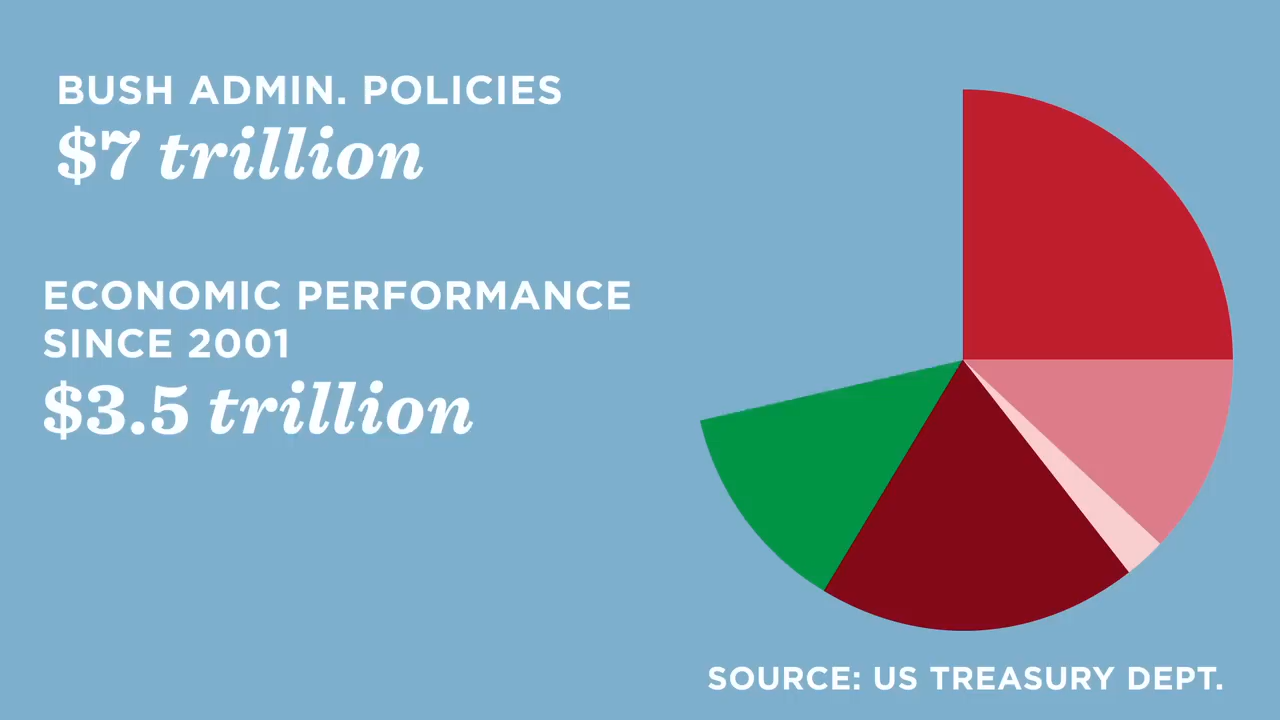 BUSH ADMIN. POLICIES
$7 trillion
ECONOMIC PERFORMANCE
SINCE 2001
$3.5 trillion
SOURCE: US TREASURY DEPT.